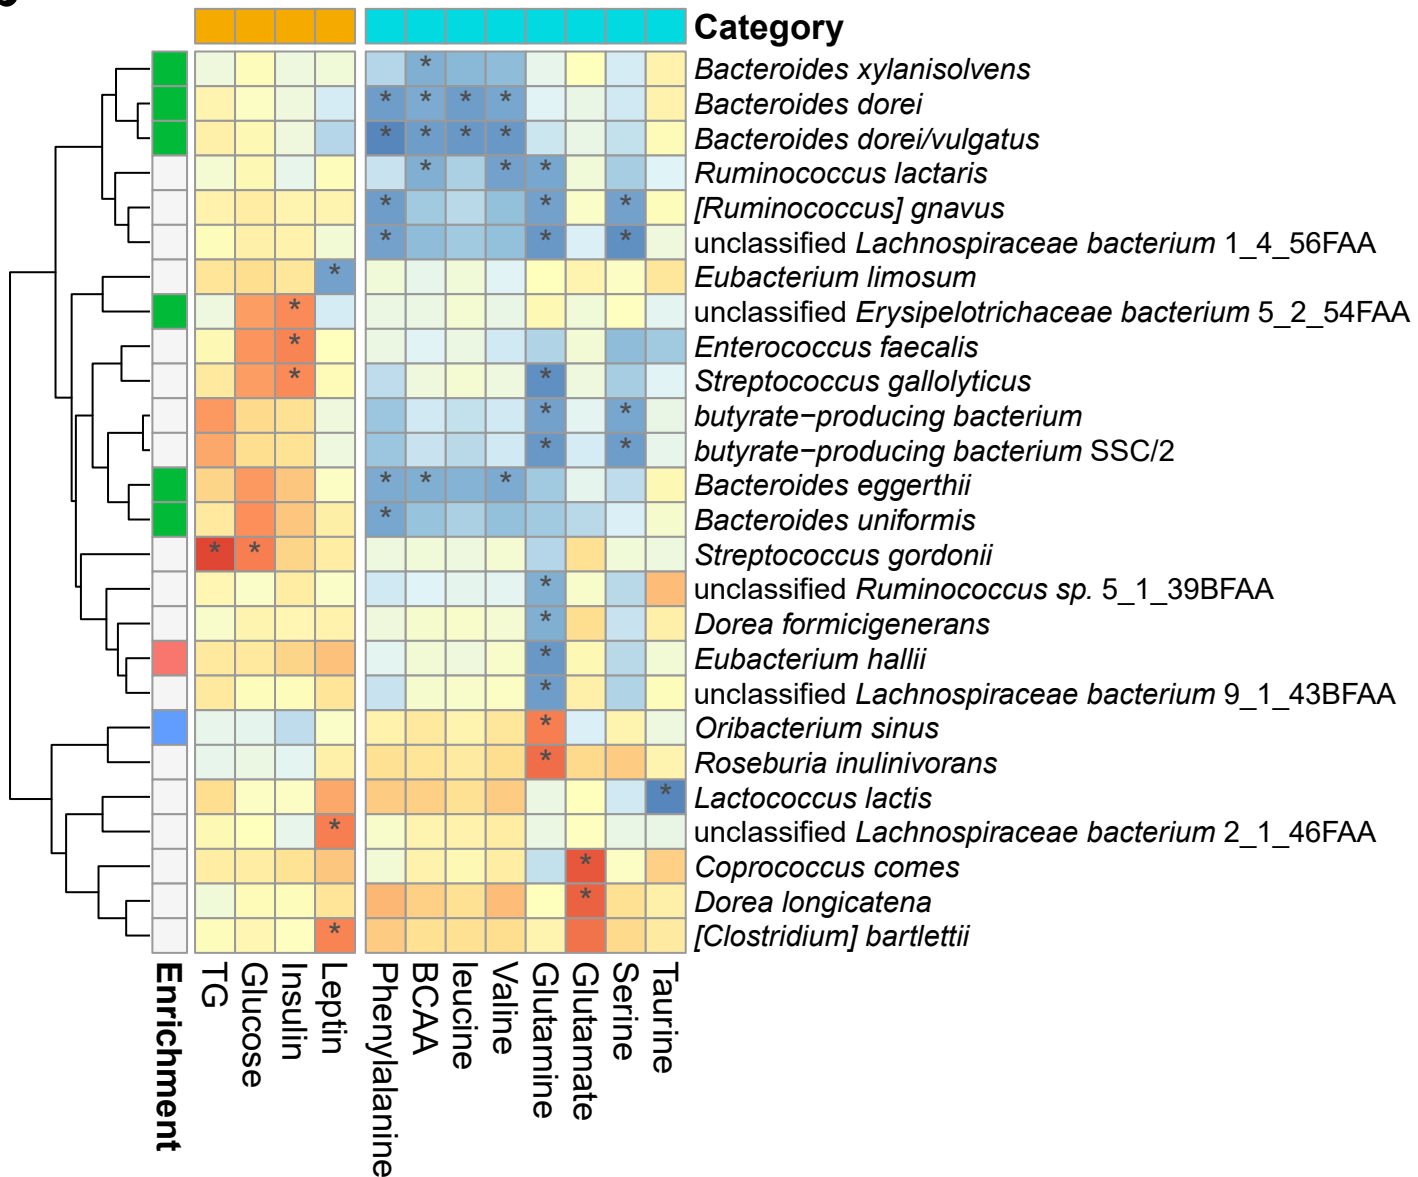 Category
Bacteroides xylanisolvens
Bacteroides dorei
Bacteroides dorei/vulgatus
Ruminococcus lactaris
[Ruminococcus] gnavus
unclassified Lachnospiraceae bacterium 1_4_56FAA
Eubacterium limosum
unclassified Erysipelotrichaceae bacterium 5_2_54FAA
Enterococcus faecalis
Streptococcus gallolyticus
butyrate−producing bacterium
butyrate−producing bacterium SSC/2
Bacteroides eggerthii
Bacteroides uniformis
Streptococcus gordonii
unclassified Ruminococcus sp. 5_1_39BFAA
Dorea formicigenerans
Eubacterium hallii
unclassified Lachnospiraceae bacterium 9_1_43BFAA
Oribacterium sinus
Roseburia inulinivorans
Lactococcus lactis
unclassified Lachnospiraceae bacterium 2_1_46FAA
Coprococcus comes
Dorea longicatena
[Clostridium] bartlettii
Enrichment
TG
Glucose
Insulin
Leptin
Phenylalanine
BCAA
leucine
Valine
Glutamine
Glutamate
Serine
Taurine